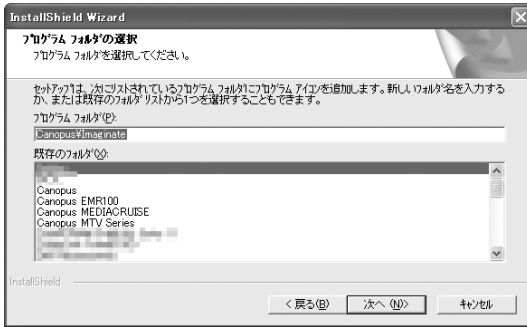 InstallShield Wizard
プログラム フォルダの選択
プログラム フォルダを選択してください。
セットアップは、次にリストされているプログラム フォルダにプログラム アイコンを追加します。新しいフォルダ名を入力する
か、または既存のフォルダ リストから1つを選択することもできます。
プログラム フォルダ(P):
Canopus¥Imaginate
既存のフォルダ(X):
Canopus
Canopus EMR100
Canopus MEDIACRUISE
Canopus MTV Series
InstallShield
< 戻る(B)
次へ (N)>
キャンセル